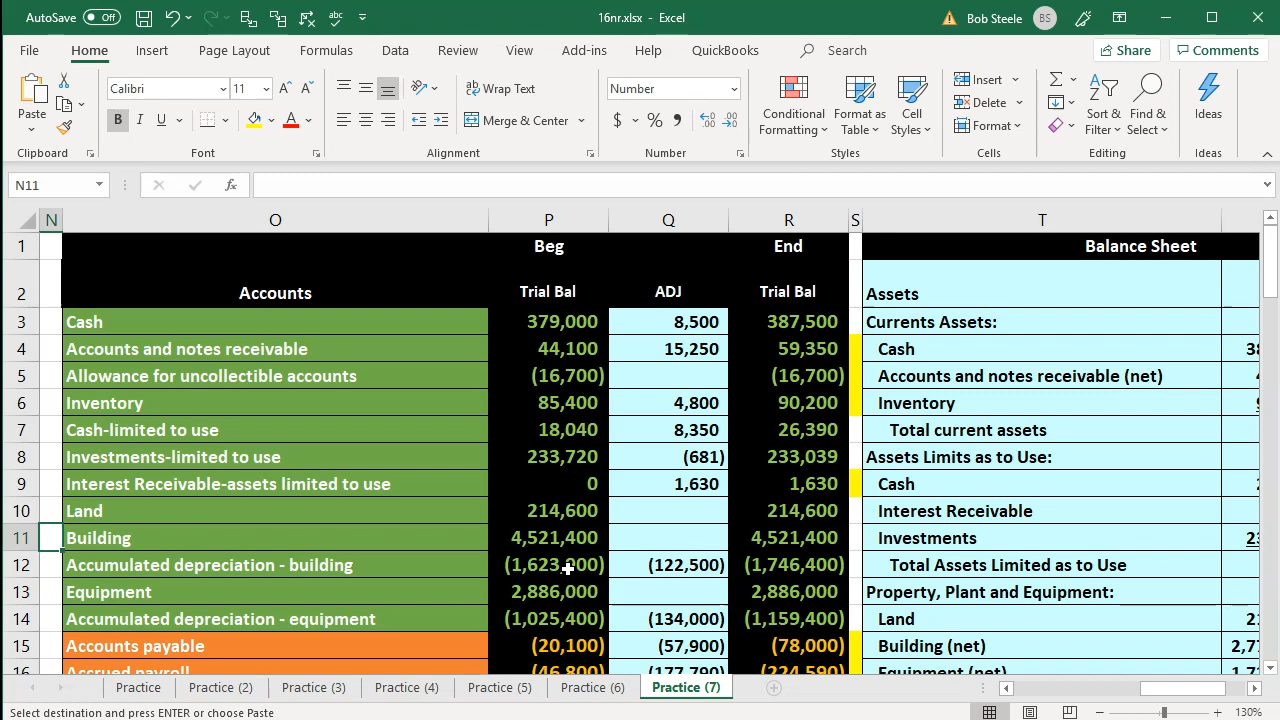 AutoSave Off 16nr.xlsx - Excel Bob Steele BS
File Home Insert Page Layout Formulas Data Review View Add-ins Help QuickBooks Search Share Comments
Paste Calibri 11 Wrap Text Number Conditional Formatting Format as Table Cell Styles Insert Sort & Filter Find & Select Ideas
B I U Merge & Center $ % Delete
Format
Clipboard Font Alignment Number Styles Cells Editing Ideas
N11
N O P Q R S T
1 Beg End Balance Sheet
2 Accounts Trial Bal ADJ Trial Bal Assets
3 Cash 379,000 8,500 387,500 Currents Assets:
4 Accounts and notes receivable 44,100 15,250 59,350 Cash
5 Allowance for uncollectible accounts (16,700) (16,700) Accounts and notes receivable (net)
6 Inventory 85,400 4,800 90,200 Inventory
7 Cash-limited to use 18,040 8,350 26,390 Total current assets
8 Investments-limited to use 233,720 (681) 233,039 Assets Limits as to Use:
9 Interest Receivable-assets limited to use 0 1,630 1,630 Cash
10 Land 214,600 214,600 Interest Receivable
11 Building 4,521,400 4,521,400 Investments
12 Accumulated depreciation - building (122,500) (1,746,400) Total Assets Limited as to Use
13 Equipment 2,886,000 2,886,000 Property, Plant and Equipment:
14 Accumulated depreciation - equipment (1,025,400) (134,000) (1,159,400) Land
15 Accounts payable (20,100) (57,900) (78,000) Building (net)
16 Accrued payroll (46,800) (177,790) (224,590) Equipment (net)
Practice Practice (2) Practice (3) Practice (4) Practice (5) Practice (6) Practice (7)
Select destination and press ENTER or choose Paste 130%